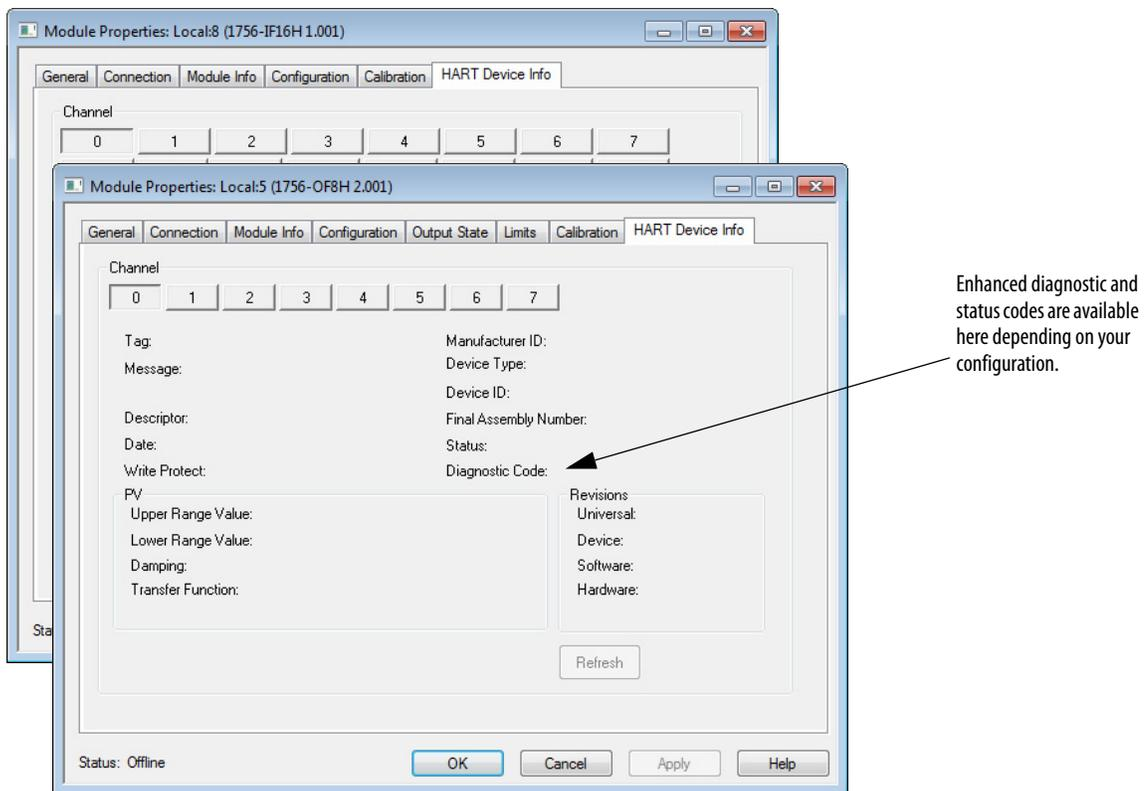 Module Properties: Local:8 (1756-IF16H 1.001)
General Connection Module Info Configuration Calibration HART Device Info
Channel
0 1 2 3 4 5 6 7
Module Properties: Local:5 (1756-OF8H 2.001)
General Connection Module Info Configuration Output State Limits Calibration HART Device Info
Channel
0 1 2 3 4 5 6 7
Tag:
Message:
Descriptor:
Date:
Write Protect:
Manufacturer ID:
Device Type:
Device ID:
Final Assembly Number:
Status:
Diagnostic Code:
PV
Upper Range Value:
Lower Range Value:
Damping:
Transfer Function:
Revisions
Universal:
Device:
Software:
Hardware:
Refresh
Sta
Status: Offline
OK Cancel Apply Help
Enhanced diagnostic and
status codes are available
here depending on your
configuration.